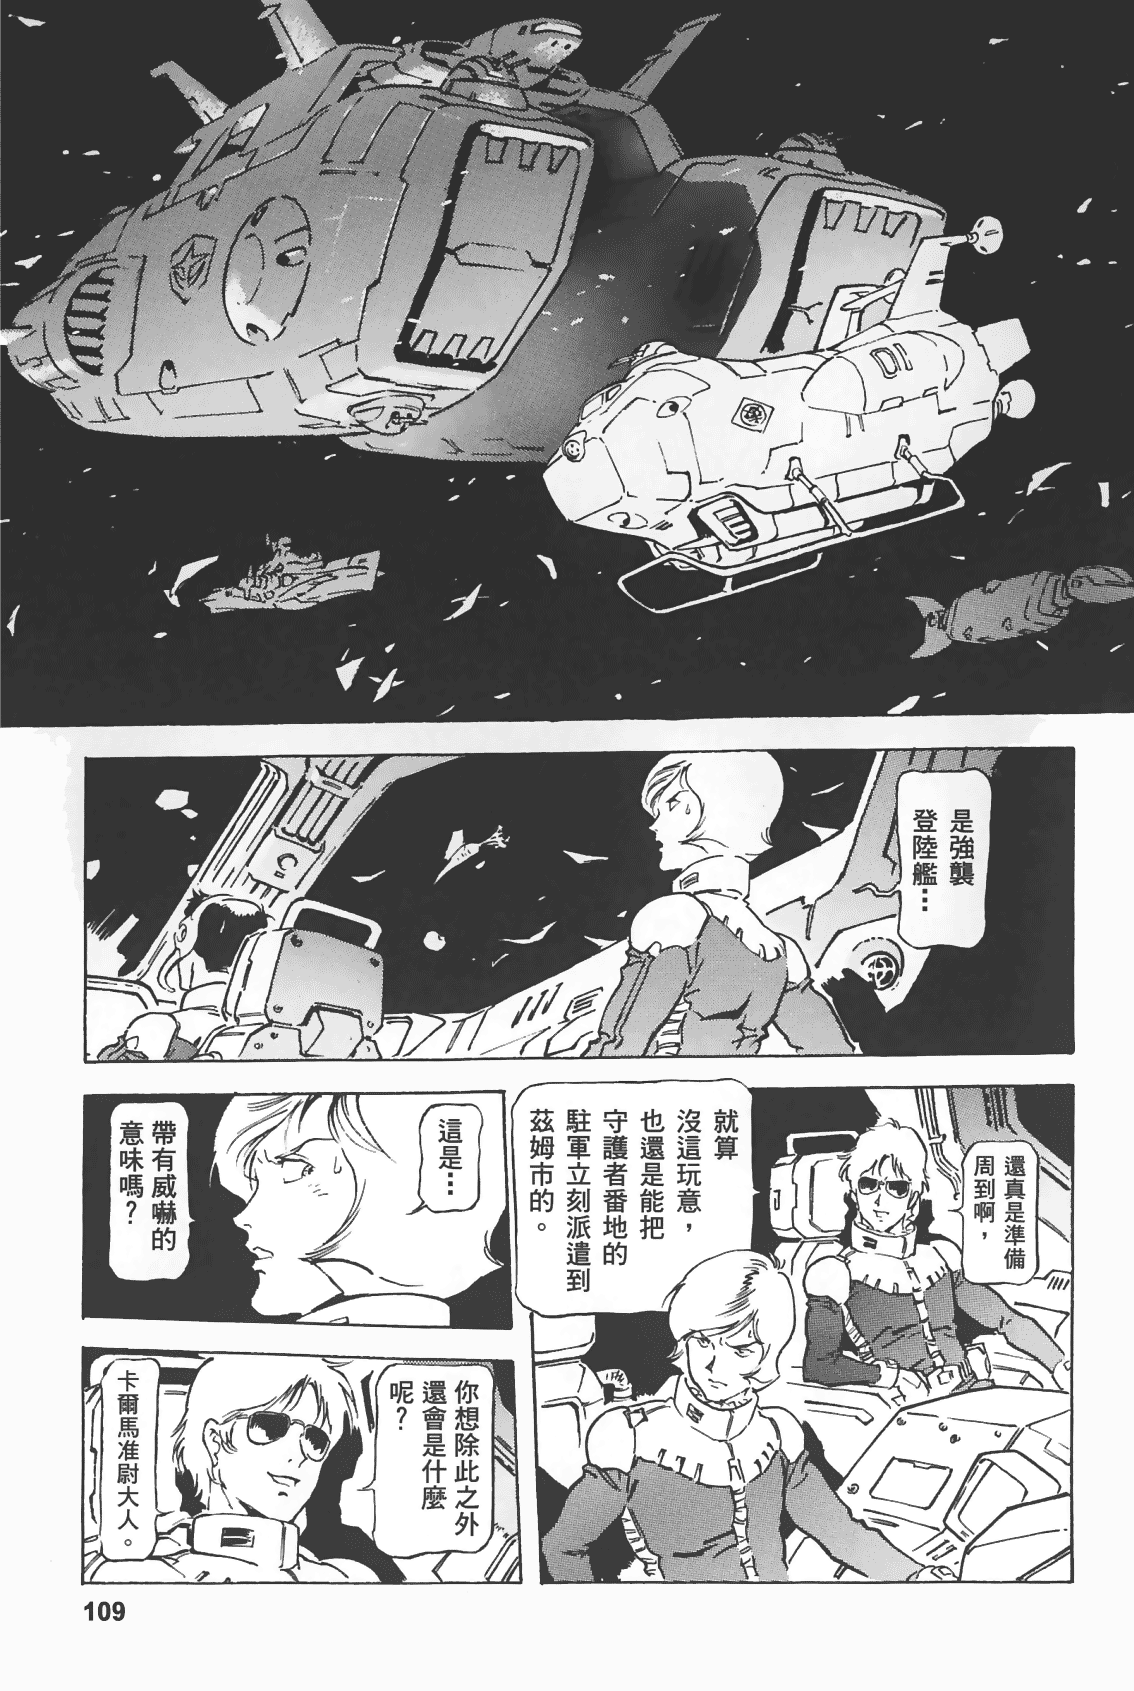 是強襲
登陸艦…
還真是準備
周到啊，
就算
沒這玩意，
也還是能把
守護者番地的
駐軍立刻派遣到
茲姆市的。
這是…
帶有威嚇的
意味嗎？
你想除此之外
還會是什麼
呢？
卡爾馬准尉大人。
109